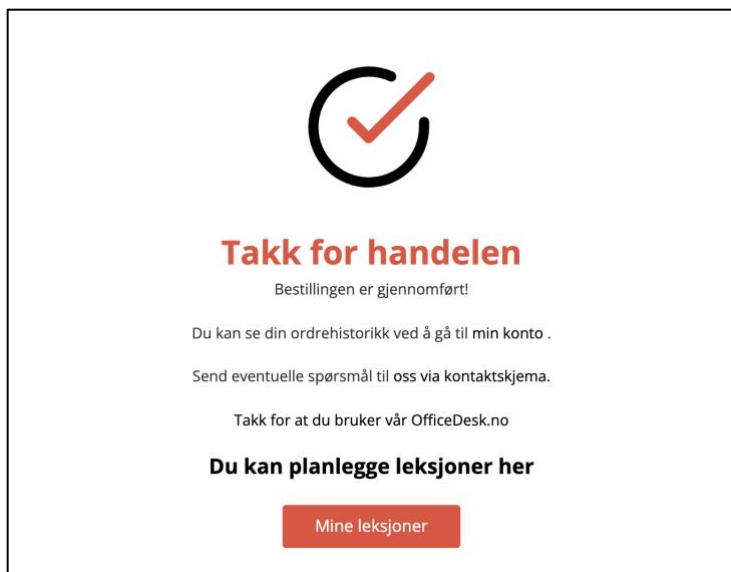 Takk for handelen
Bestillingen er gjennomført!
Du kan se din ordrehistorikk ved å gå til min konto .
Send eventuelle spørsmål til oss via kontaktskjema.
Takk for at du bruker vår OfficeDesk.no
Du kan planlegge leksjoner her
Mine leksjoner